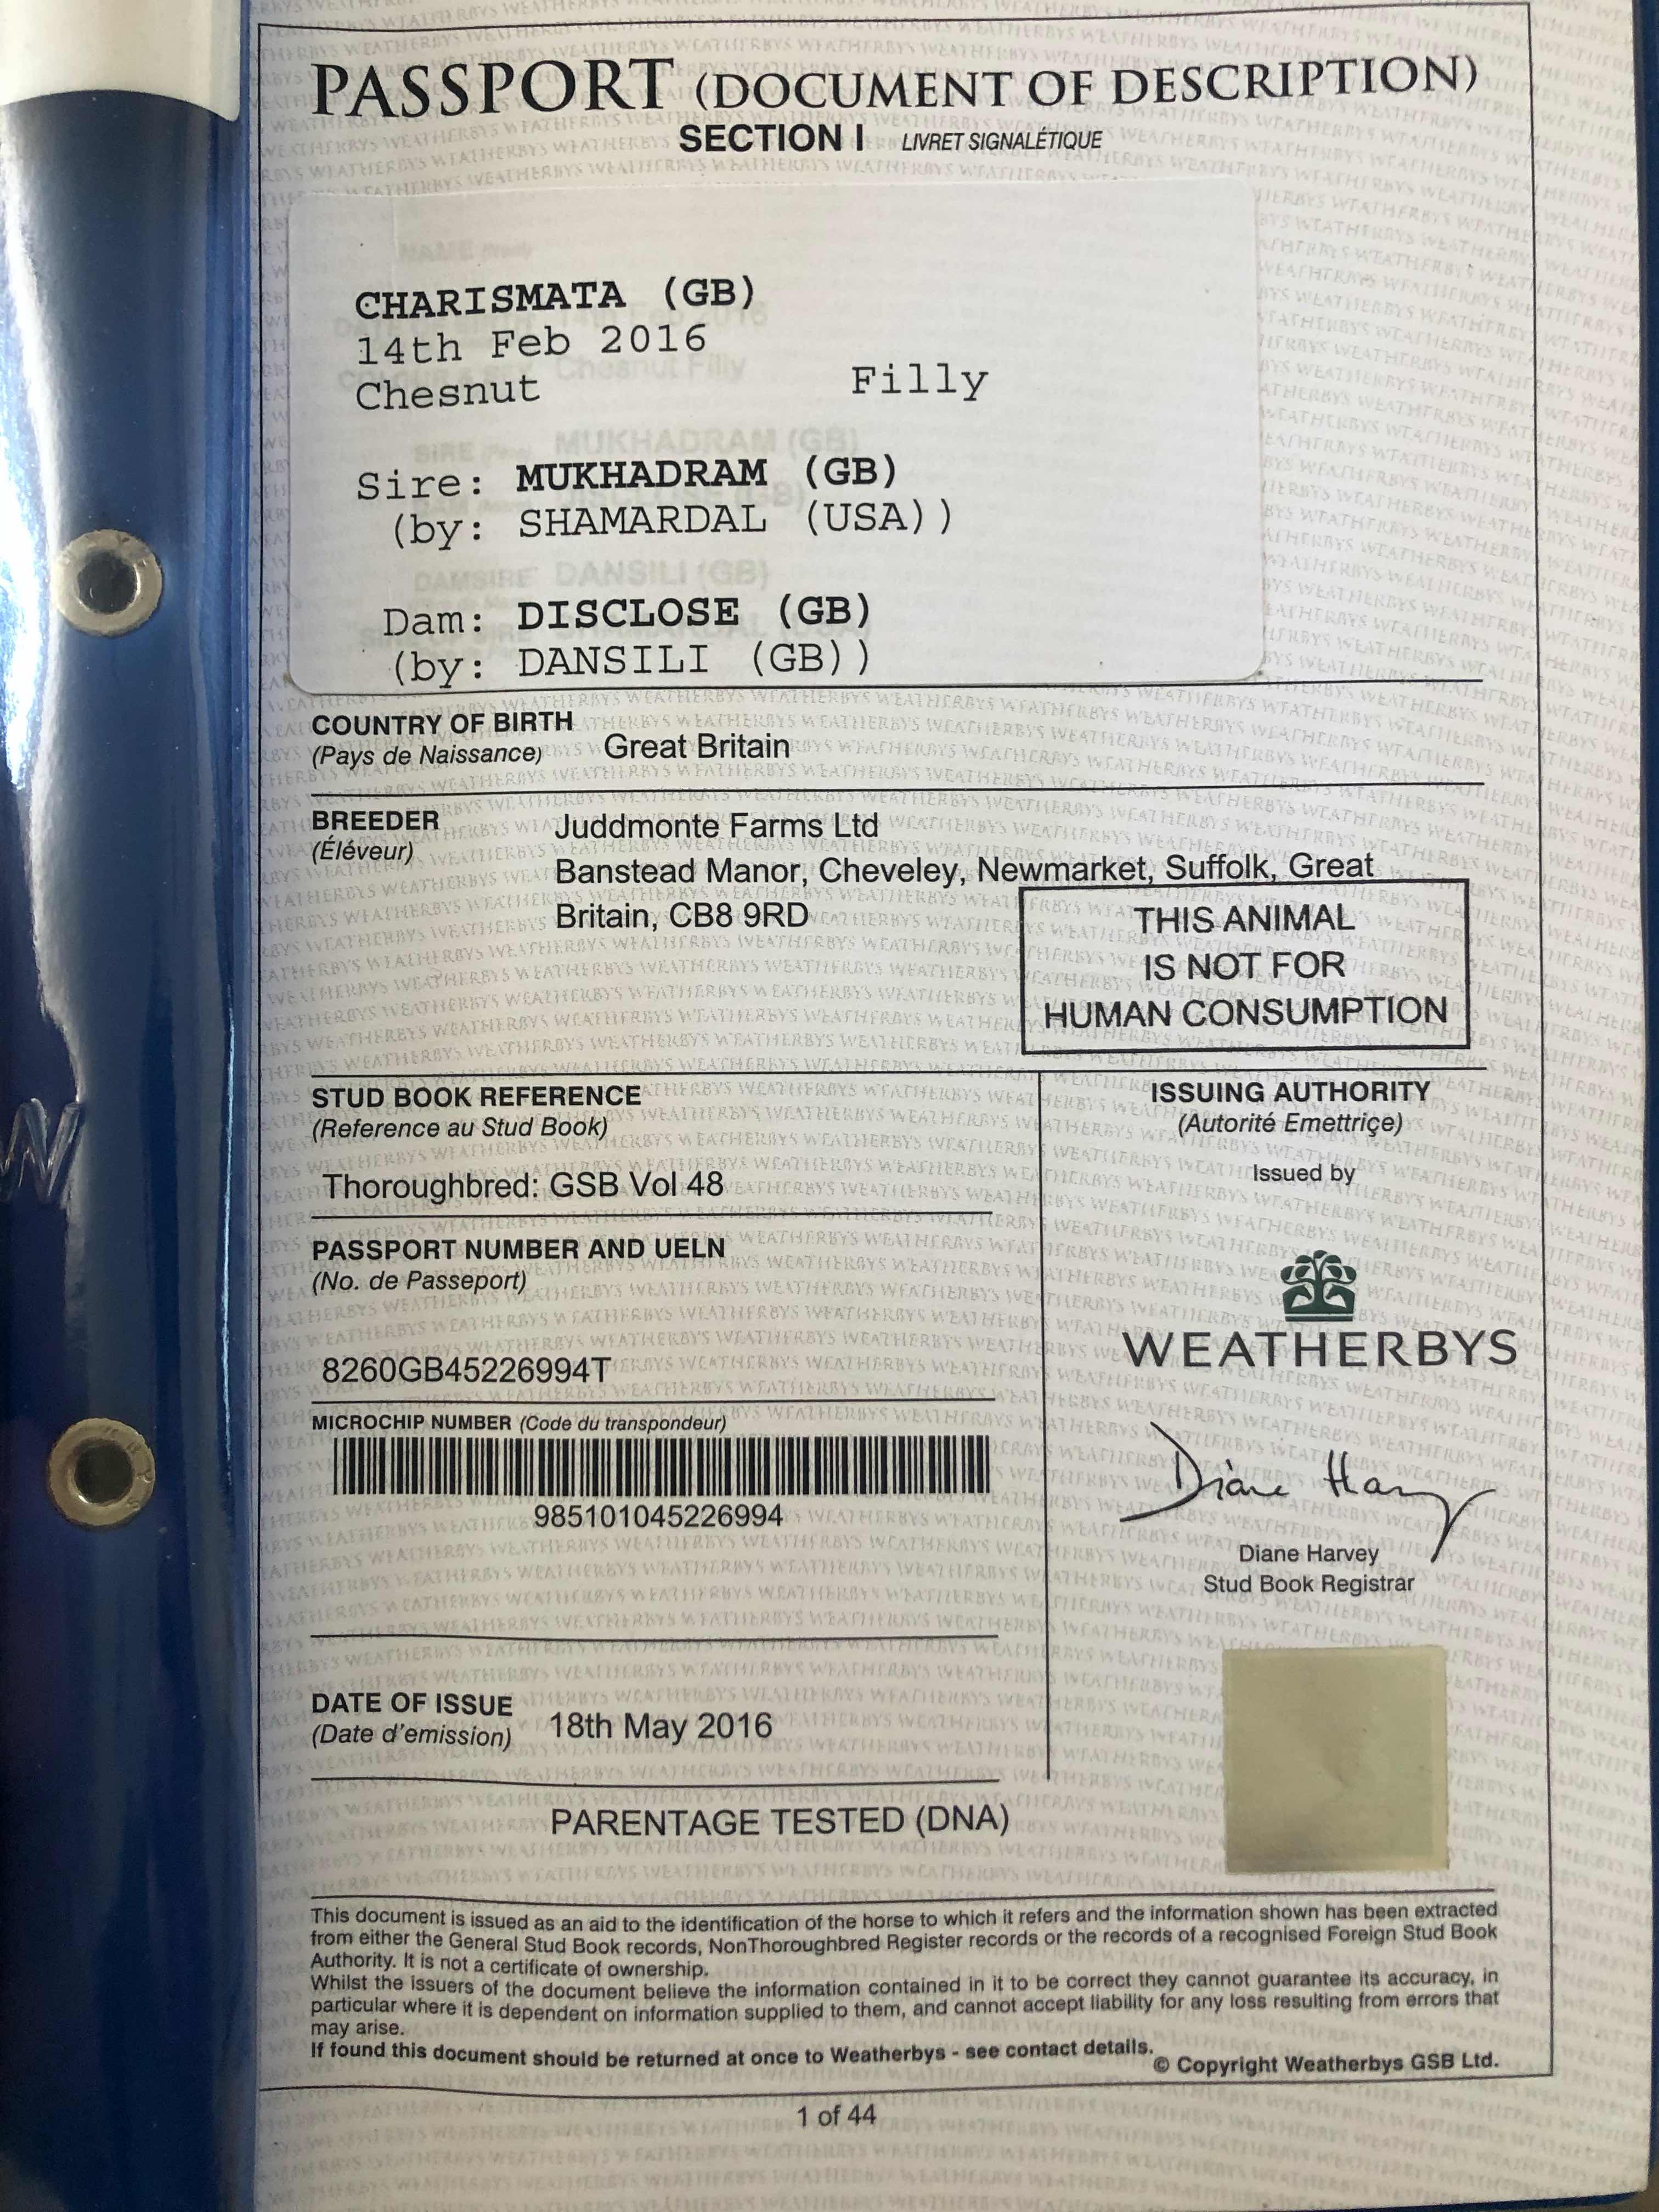 PASSPORT (DOCUMENT OF DESCRIPTION)
SECTION I LIVRET SIGNALÉTIQUE
CHARISMATA (GB)
14th Feb 2016
Chesnut Filly
Sire: MUKHADRAM (GB)
(by: SHAMARDAL (USA))
Dam: DISCLOSE (GB)
(by: DANSILI (GB))
COUNTRY OF BIRTH
(Pays de Naissance) Great Britain
BREEDER Juddmonte Farms Ltd
(Éléveur)
Banstead Manor, Cheveley, Newmarket, Suffolk, Great
Britain, CB8 9RD
THIS ANIMAL
IS NOT FOR
HUMAN CONSUMPTION
STUD BOOK REFERENCE
(Reference au Stud Book)
Thoroughbred: GSB Vol 48
PASSPORT NUMBER AND UELN
(No. de Passeport)
8260GB45226994T
MICROCHIP NUMBER (Code du transpondeur)
985101045226994
DATE OF ISSUE
(Date d'emission) 18th May 2016
ISSUING AUTHORITY
(Autorité Emettriçe)
Issued by
WEATHERBYS
Diane Harvey
Diane Harvey
Stud Book Registrar
PARENTAGE TESTED (DNA)
This document is issued as an aid to the identification of the horse to which it refers and the information shown has been extracted
from either the General Stud Book records, NonThoroughbred Register records or the records of a recognised Foreign Stud Book
Authority. It is not a certificate of ownership.
Whilst the issuers of the document believe the information contained in it to be correct they cannot guarantee its accuracy, in
particular where it is dependent on information supplied to them, and cannot accept liability for any loss resulting from errors that
may arise.
If found this document should be returned at once to Weatherbys - see contact details.
© Copyright Weatherbys GSB Ltd.
1 of 44